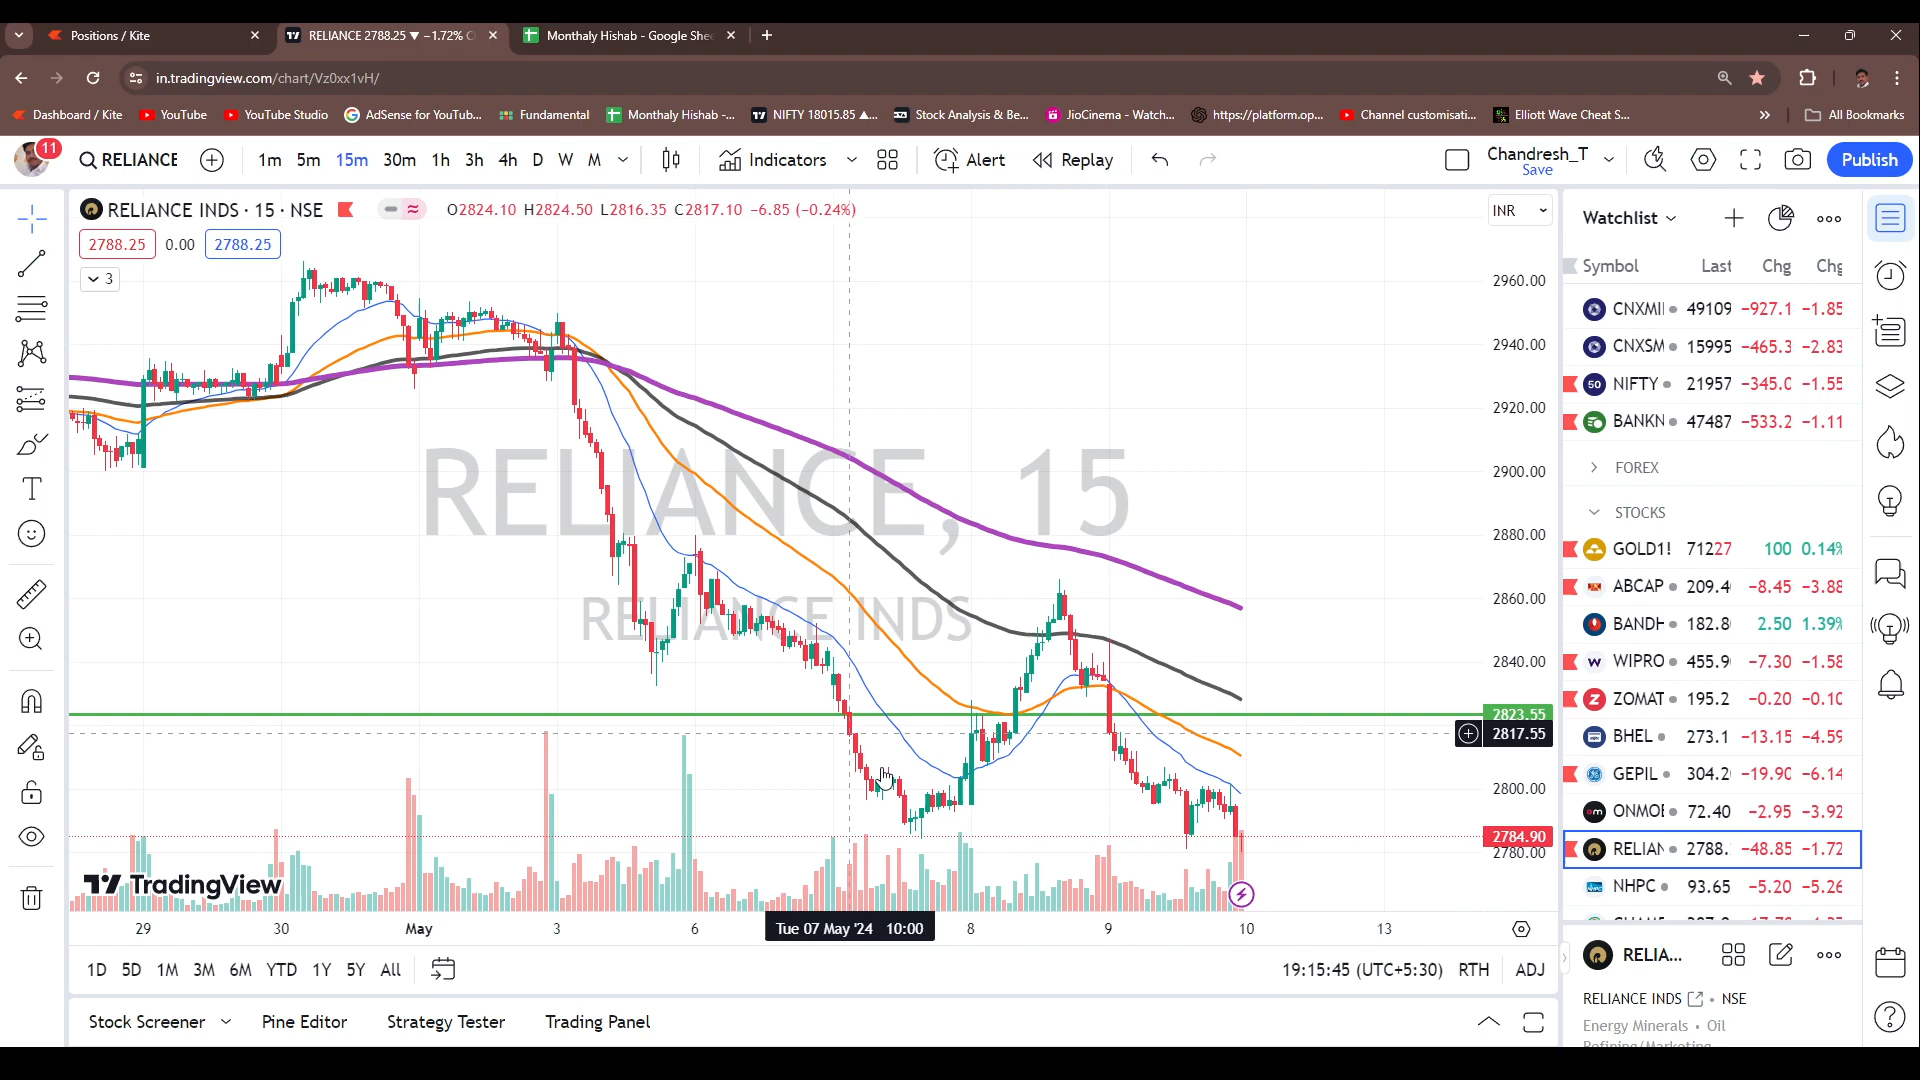 Positions / Kite
RELIANCE 2788.25 ▼ −1.72%
Monthaly Hishab - Google Shee
in.tradingview.com/chart/Vz0xx1vH/
Dashboard / Kite
YouTube
YouTube Studio
AdSense for YouTub...
Fundamental
Monthaly Hishab -...
NIFTY 18015.85 ▲...
Stock Analysis & Be...
JioCinema - Watch...
https://platform.op...
Channel customisati...
Elliott Wave Cheat S...
All Bookmarks
11
RELIANCE
1m 5m 15m 30m 1h 3h 4h D W M
Indicators
Alert
Replay
Chandresh_T
Save
Publish
RELIANCE INDS · 15 · NSE
O2824.10 H2824.50 L2816.35 C2817.10 −6.85 (−0.24%)
INR
2788.25 0.00 2788.25
3
RELIANCE, 15
RELIANCE INDS
2960.00
2940.00
2920.00
2900.00
2880.00
2860.00
2840.00
2823.55
2817.55
2800.00
2784.90
2780.00
TradingView
29 30 May 3 6 Tue 07 May '24 10:00 8 9 10 13
1D 5D 1M 3M 6M YTD 1Y 5Y All
19:15:45 (UTC+5:30) RTH ADJ
Stock Screener
Pine Editor
Strategy Tester
Trading Panel
Watchlist
Symbol Last Chg Chg
CNXMI 49109 −927.1 −1.85
CNXSM 15995 −465.3 −2.83
50 NIFTY 21957 −345.0 −1.55
BANKN 47487 −533.2 −1.11
FOREX
STOCKS
GOLD1! 71227 100 0.14%
ABCAP 209.4 −8.45 −3.88
BANDH 182.8 2.50 1.39%
WIPRO 455.9 −7.30 −1.58
ZOMAT 195.2 −0.20 −0.10
BHEL 273.1 −13.15 −4.59
GEPIL 304.2 −19.90 −6.14
ONMOB 72.40 −2.95 −3.92
RELIAN 2788. −48.85 −1.72
NHPC 93.65 −5.20 −5.26
RELIA...
RELIANCE INDS • NSE
Energy Minerals • Oil
Refining/Marketing